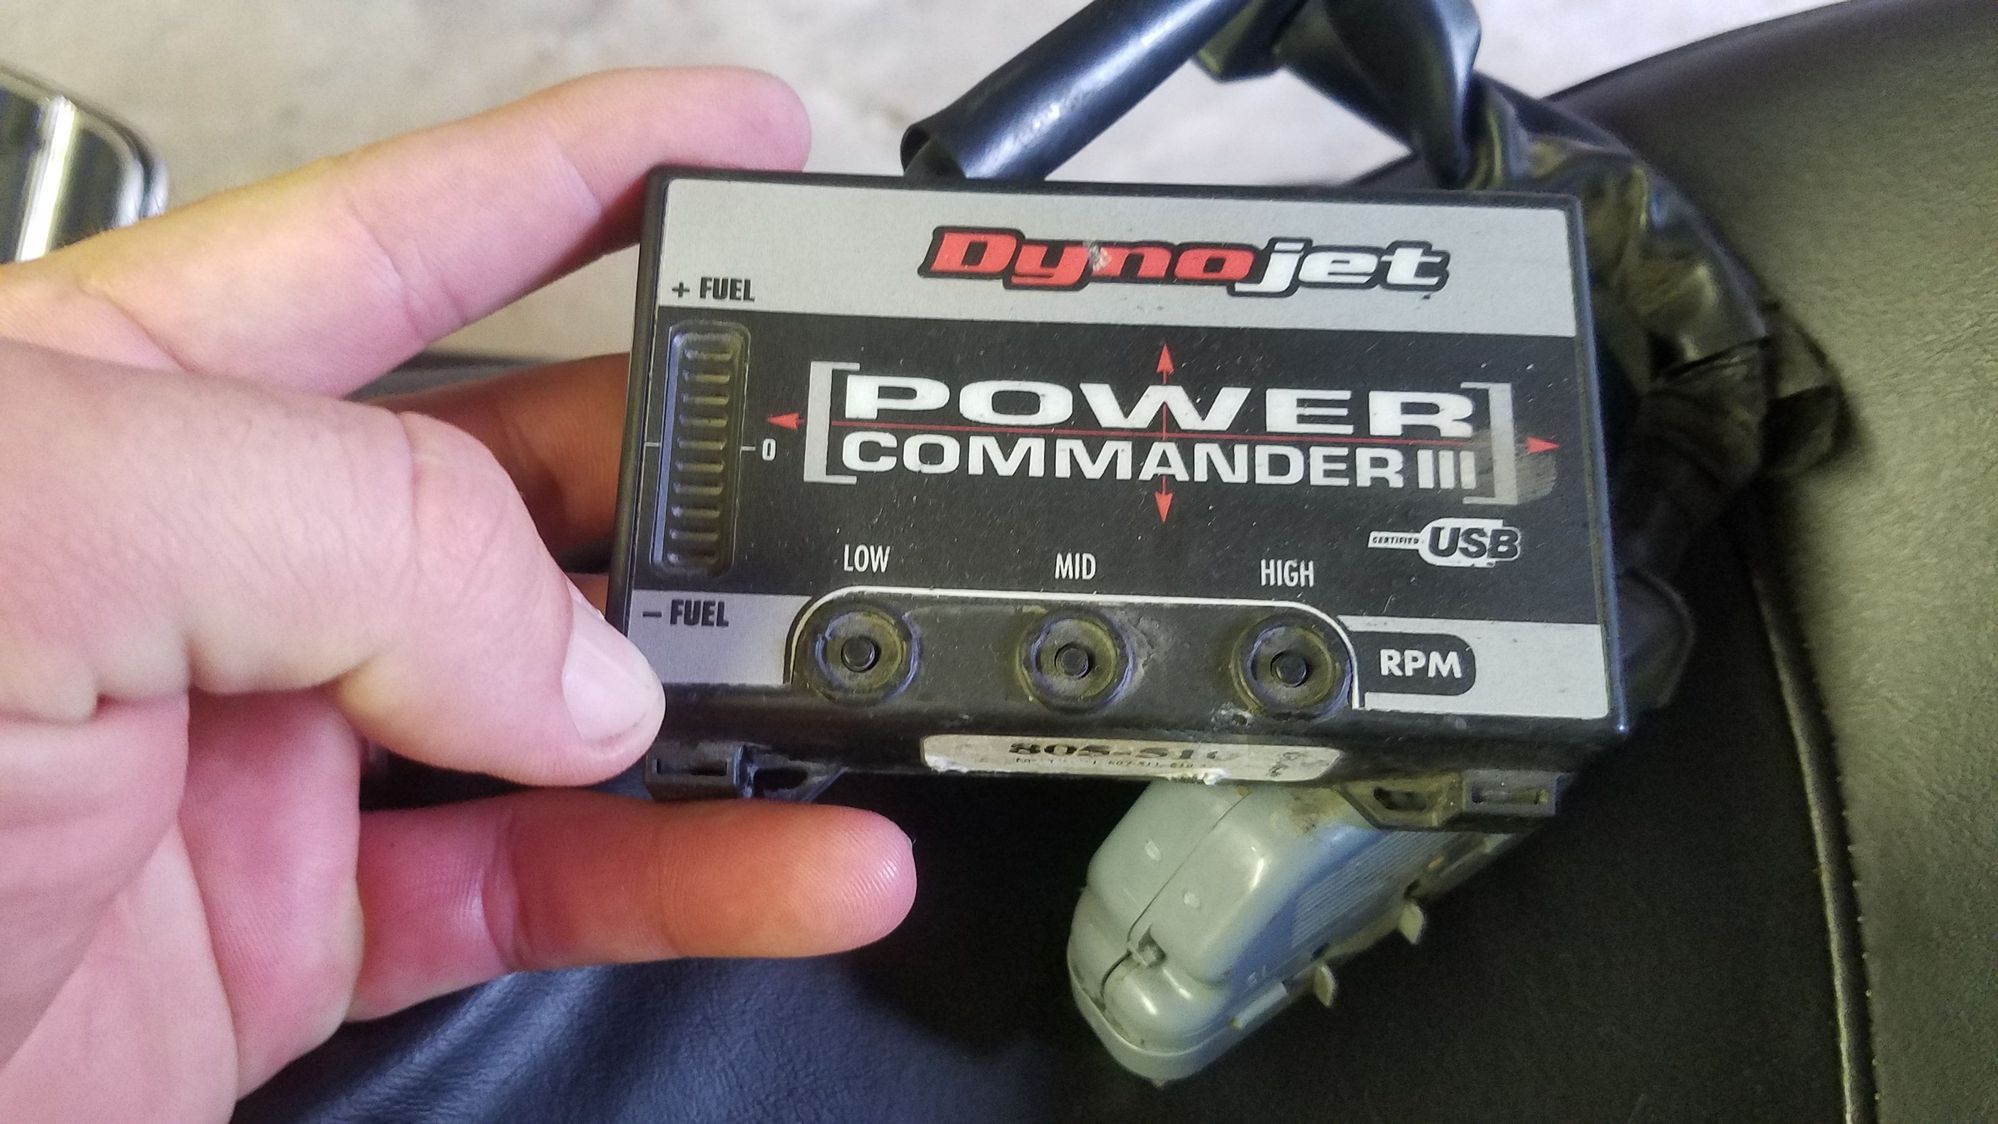 Dynojet
+ FUEL
POWER
0
COMMANDER III
CERTIFIED USB
LOW MID HIGH
- FUEL
RPM